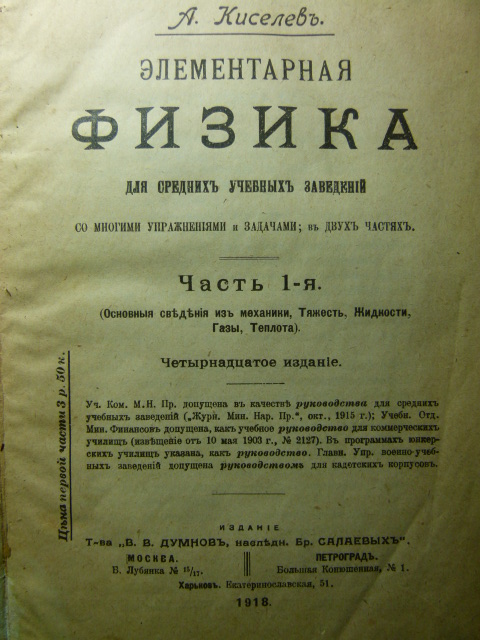 А. Киселевъ.
ЭЛЕМЕНТАРНАЯ
ФИЗИКА
ДЛЯ СРЕДНИХЪ УЧЕБНЫХЪ ЗАВЕДЕНІЙ
СО МНОГИМИ УПРАЖНЕНІЯМИ и ЗАДАЧАМИ; въ ДВУХЪ ЧАСТЯХЪ.
Часть 1-я.
(Основныя свѣдѣнія изъ механики, Тяжесть, Жидкости,
Газы, Теплота).
Четырнадцатое изданіе.
Цѣна первой части 3 р. 50 к.
Уч. Ком. М. Н. Пр. допущена въ качествѣ руководства для среднихъ
учебныхъ заведеній („Журн. Мин. Нар. Пр.“, окт., 1915 г.); Учебн. Отд.
Мин. Финансовъ допущена, какъ учебное руководство для коммерческихъ
училищъ (извѣщеніе отъ 10 мая 1903 г., № 2127). Въ программахъ юнкер-
скихъ училищъ указана, какъ руководство. Главн. Упр. военно-учеб-
ныхъ заведеній допущена руководствомъ для кадетскихъ корпусовъ.
ИЗДАНІЕ
Т-ва „В. В. ДУМНОВЪ, наслѣдн. Бр. САЛАЕВЫХЪ“.
МОСКВА.
Б. Лубянка № 15/17.
ПЕТРОГРАДЪ.
Большая Конюшенная, № 1.
Харьковъ. Екатеринославская, 51.
1918.